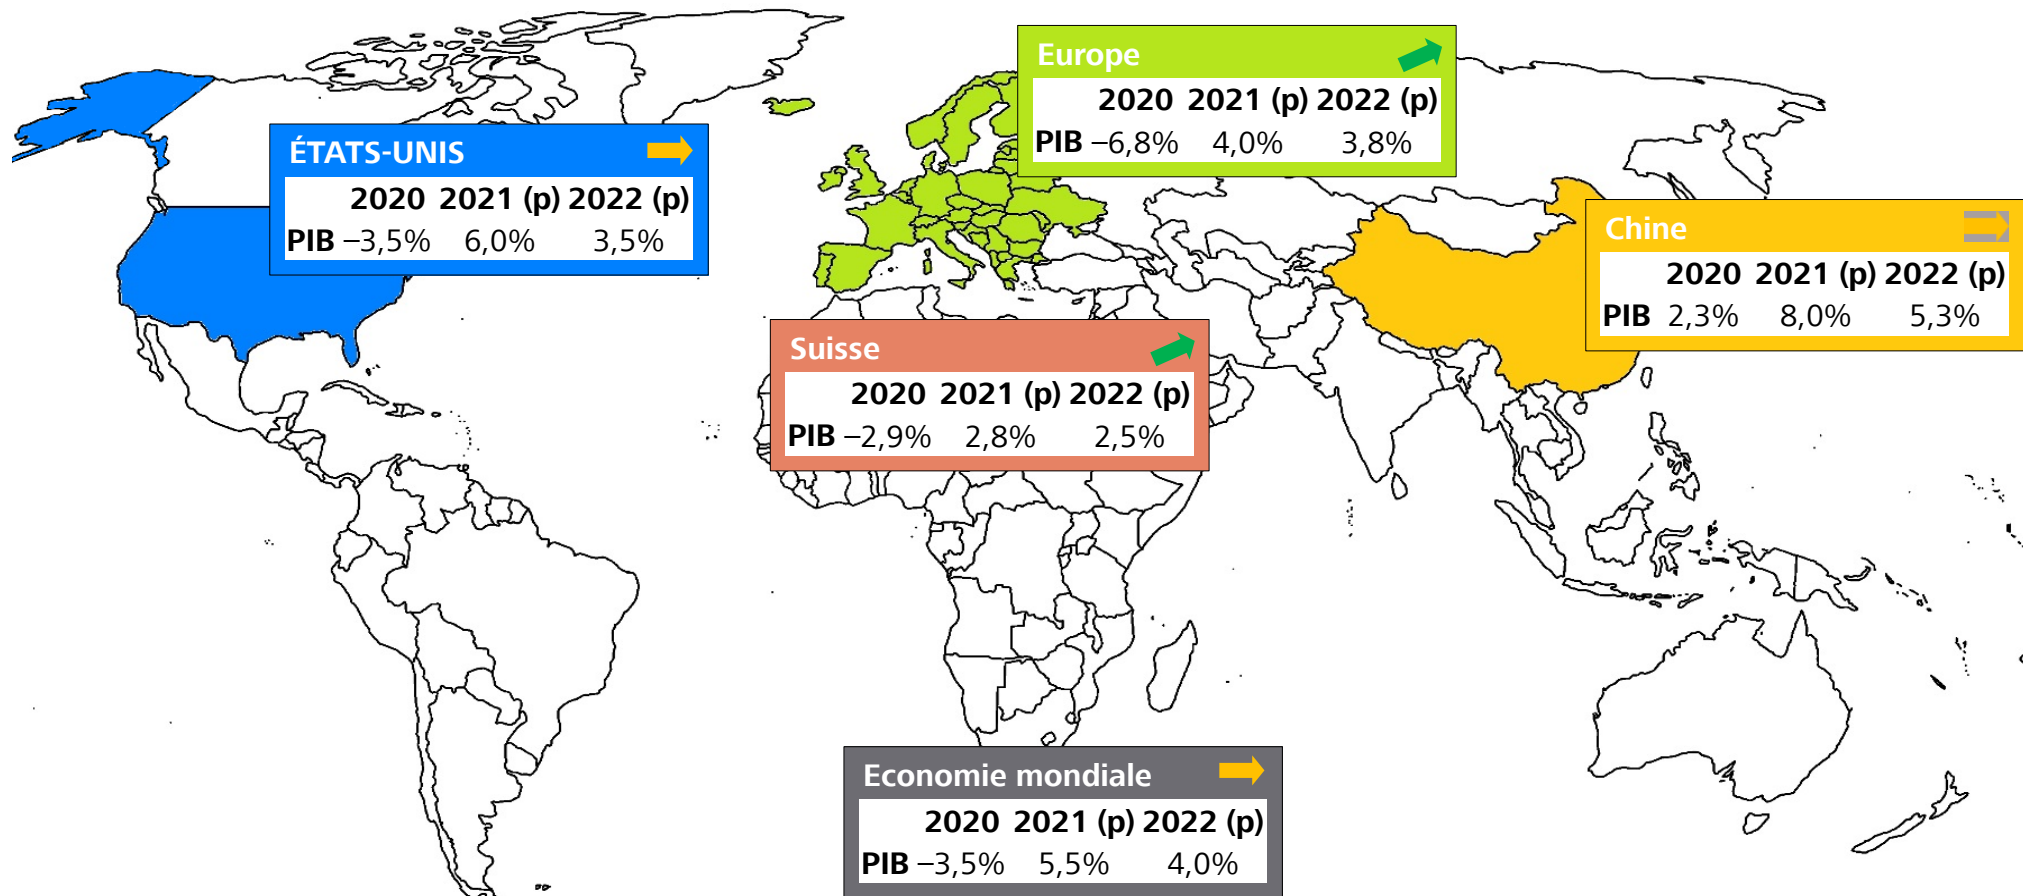 Europe
2020 2021 (p) 2022 (p)
PIB –6,8% 4,0% 3,8%
ÉTATS-UNIS
2020 2021 (p) 2022 (p)
PIB –3,5% 6,0% 3,5%
Chine
2020 2021 (p) 2022 (p)
PIB 2,3% 8,0% 5,3%
Suisse
2020 2021 (p) 2022 (p)
PIB –2,9% 2,8% 2,5%
Economie mondiale
2020 2021 (p) 2022 (p)
PIB –3,5% 5,5% 4,0%